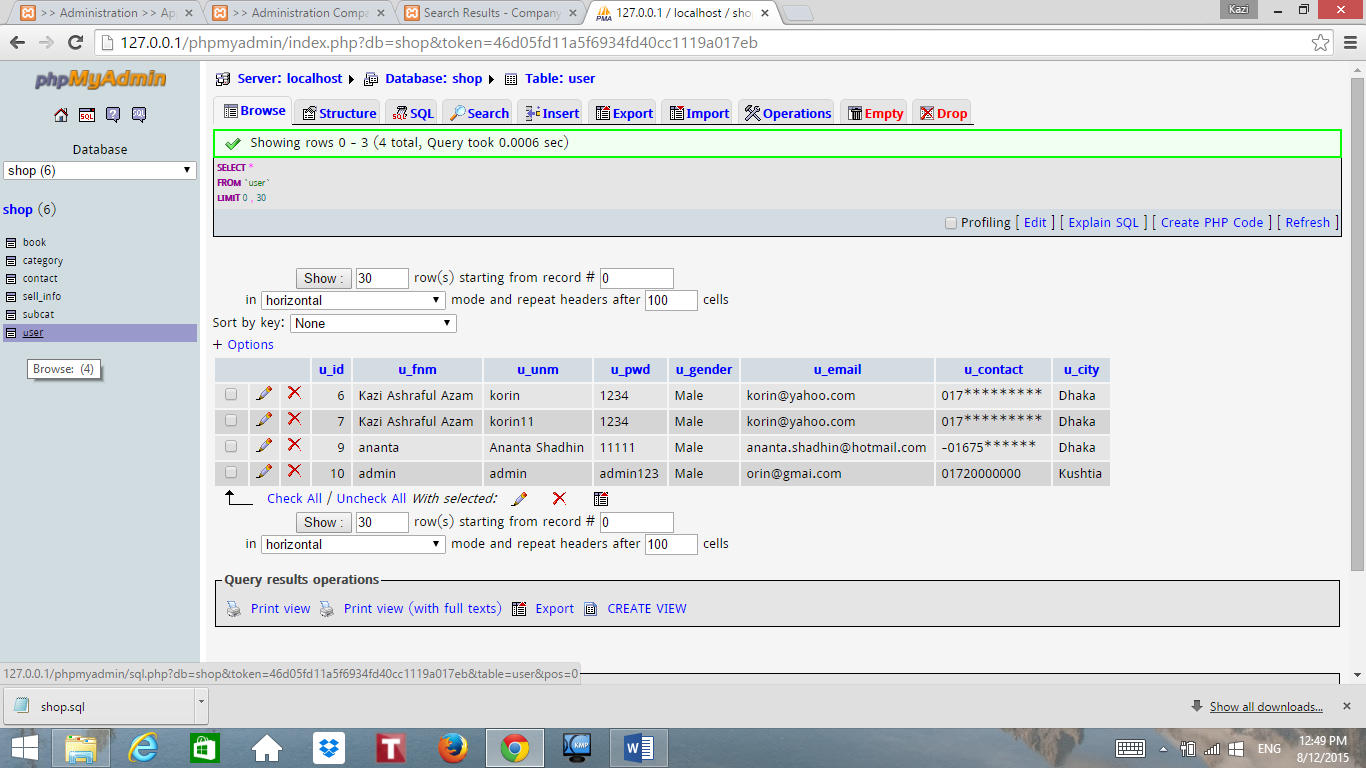 >> Administration >> Ap
>> Administration Compa
Search Results - Company
127.0.0.1 / localhost / sho
Kazi
127.0.0.1/phpmyadmin/index.php?db=shop&token=46d05fd11a5f6934fd40cc1119a017eb
phpMyAdmin
Database
shop (6)
shop (6)
book
category
contact
sell_info
subcat
user
Browse: (4)
Server: localhost Database: shop Table: user
Browse Structure SQL Search Insert Export Import Operations Empty Drop
Showing rows 0 - 3 (4 total, Query took 0.0006 sec)
SELECT *
FROM `user`
LIMIT 0 , 30
Profiling [ Edit ] [ Explain SQL ] [ Create PHP Code ] [ Refresh ]
Show : 30 row(s) starting from record # 0
in horizontal mode and repeat headers after 100 cells
Sort by key: None
+ Options
u_id u_fnm u_unm u_pwd u_gender u_email u_contact u_city
6 Kazi Ashraful Azam korin 1234 Male korin@yahoo.com 017********* Dhaka
7 Kazi Ashraful Azam korin11 1234 Male korin@yahoo.com 017********* Dhaka
9 ananta Ananta Shadhin 11111 Male ananta.shadhin@hotmail.com -01675****** Dhaka
10 admin admin admin123 Male orin@gmai.com 01720000000 Kushtia
Check All / Uncheck All With selected:
Show : 30 row(s) starting from record # 0
in horizontal mode and repeat headers after 100 cells
Query results operations
Print view Print view (with full texts) Export CREATE VIEW
127.0.0.1/phpmyadmin/sql.php?db=shop&token=46d05fd11a5f6934fd40cc1119a017eb&table=user&pos=0
shop.sql
Show all downloads...
ENG
12:49 PM
8/12/2015